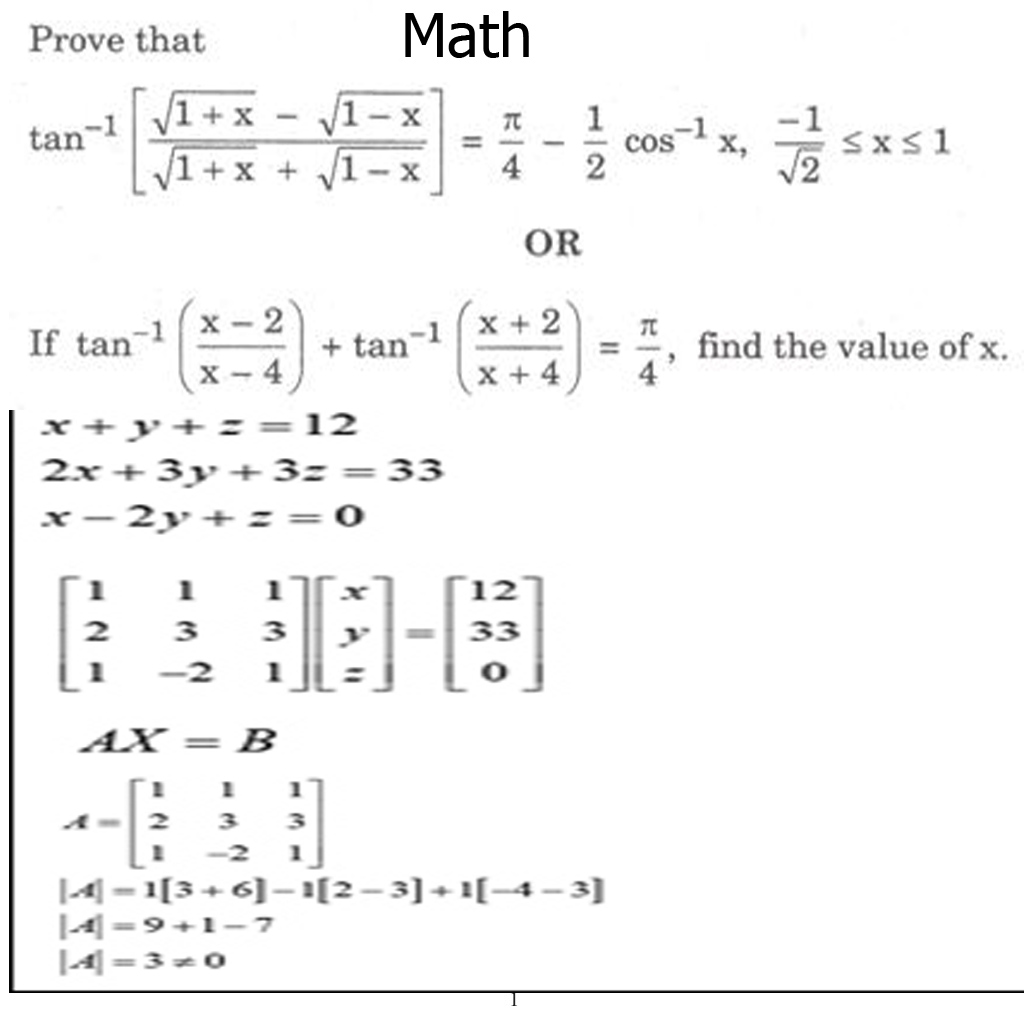 Prove that
Math
tan⁻¹ [ (√(1 + x) − √(1 − x)) / (√(1 + x) + √(1 − x)) ] = π/4 − 1/2 cos⁻¹ x, −1/√2 ≤ x ≤ 1
OR
If tan⁻¹ ( (x − 2) / (x − 4) ) + tan⁻¹ ( (x + 2) / (x + 4) ) = π/4, find the value of x.
x + y + z = 12
2x + 3y + 3z = 33
x − 2y + z = 0
[1 1 1] [x] = [12]
[2 3 3] [y] = [33]
[1 −2 1] [z] = [0]
AX = B
A = [1 1 1]
[2 3 3]
[1 −2 1]
|A| = 1[3 + 6] − 1[2 − 3] + 1[−4 − 3]
|A| = 9 + 1 − 7
|A| = 3 ≠ 0
1